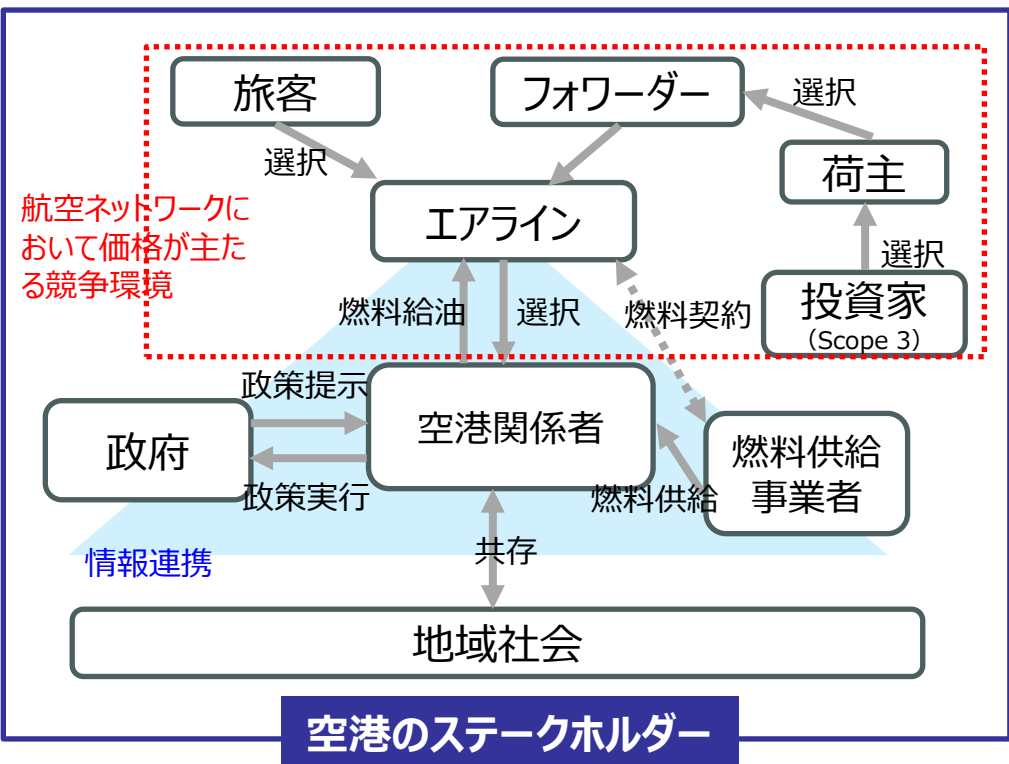 旅客
フォワーダー
選択
選択
荷主
エアライン
航空ネットワークに
おいて価格が主た
る競争環境
選択
投資家
（Scope 3）
燃料給油
選択
燃料契約
政策提示
政府
空港関係者
燃料供給
事業者
政策実行
燃料供給
共存
情報連携
地域社会
空港のステークホルダー